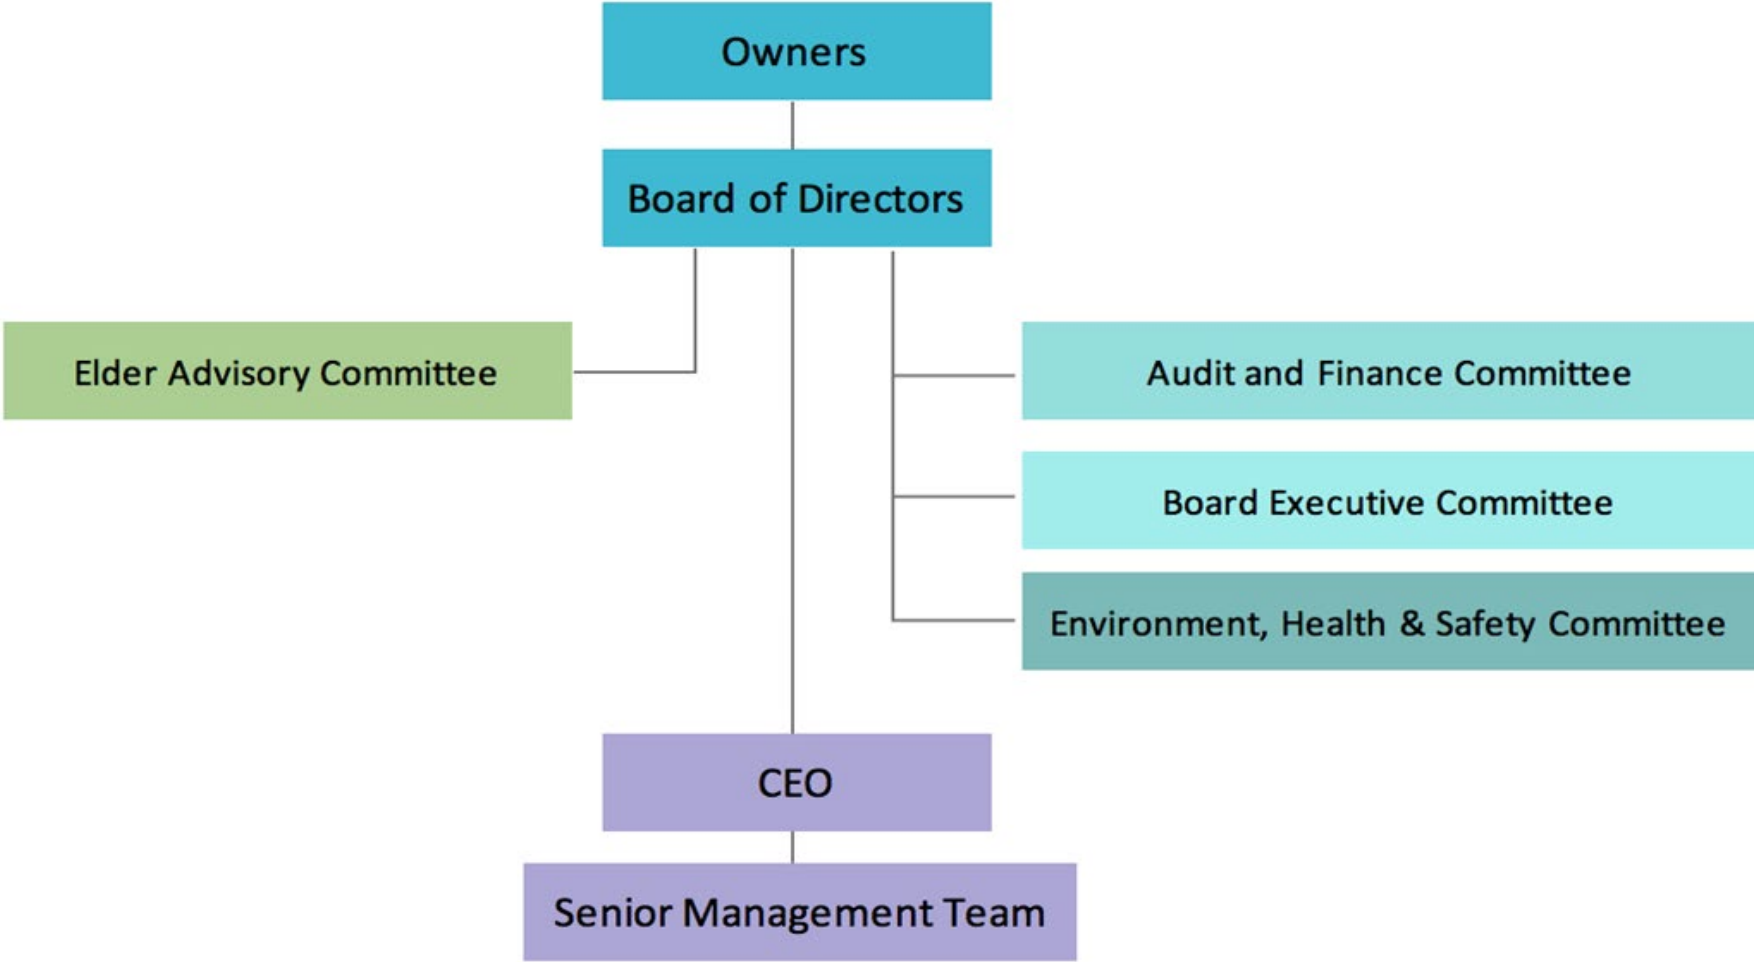 Owners
Board of Directors
Elder Advisory Committee
Audit and Finance Committee
Board Executive Committee
Environment, Health & Safety Committee
CEO
Senior Management Team